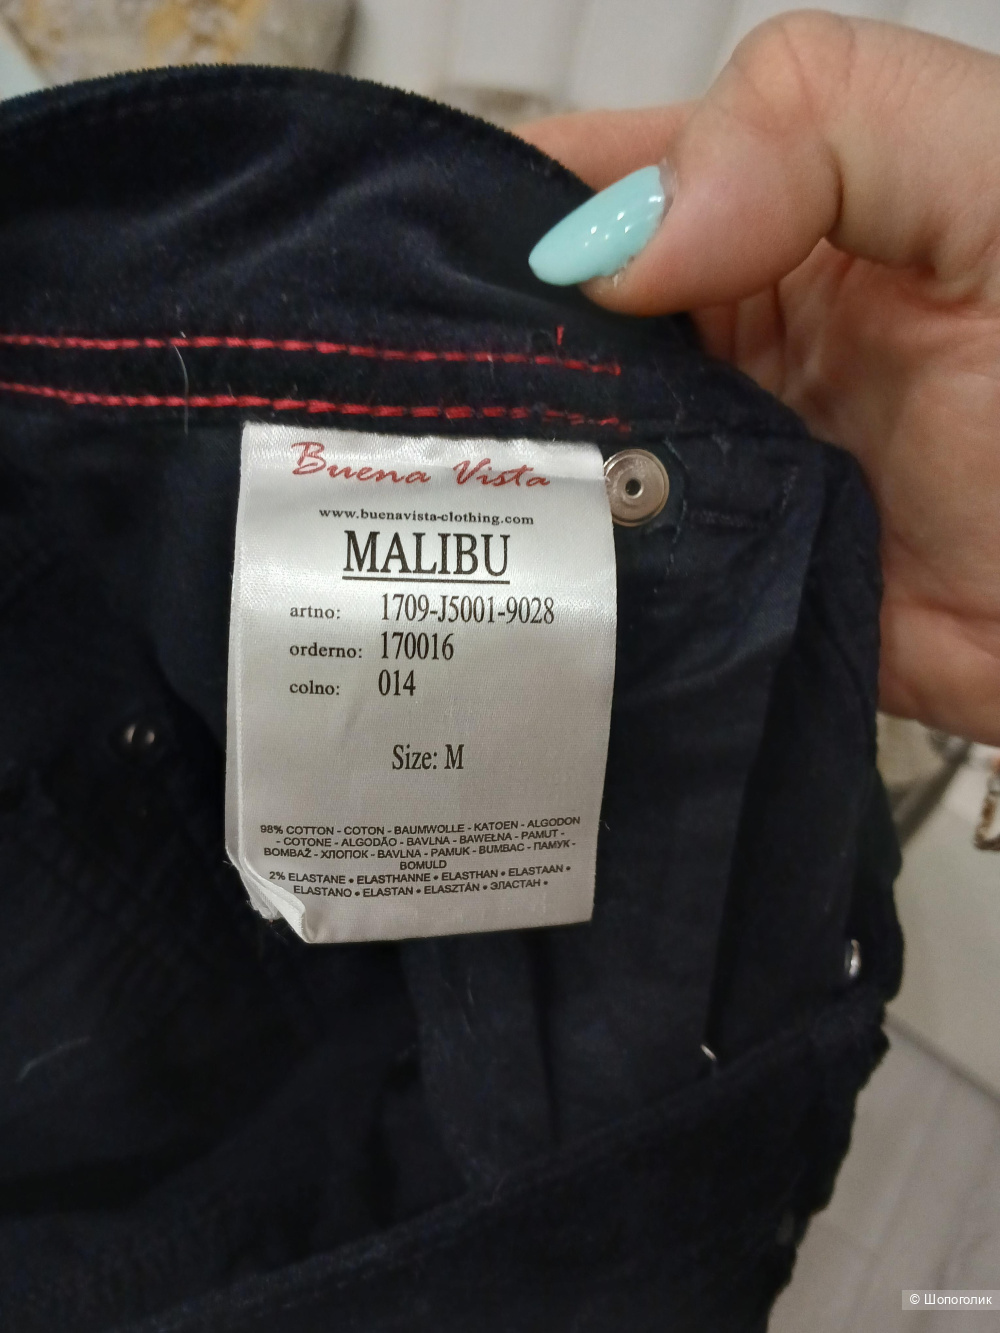 Buena Vista
www.buenavista-clothing.com
MALIBU
artno: 1709-J5001-9028
orderno: 170016
colno: 014
Size: M
98% COTTON - COTON - BAUMWOLLE - KATOEN - ALGODON
- COTONE - ALGODÃO - BAVLNA - BAWEŁNA - PAMUT -
BOMBAŽ - ХЛОПОК - BAVLNA - PAMUK - BUMBAC - ПАМУК -
BOMULD
2% ELASTANE • ELASTHANNE • ELASTHAN • ELASTAAN •
ELASTANO • ELASTAN • ELASZTÁN • ЭЛАСТАН •
© Шопоголик